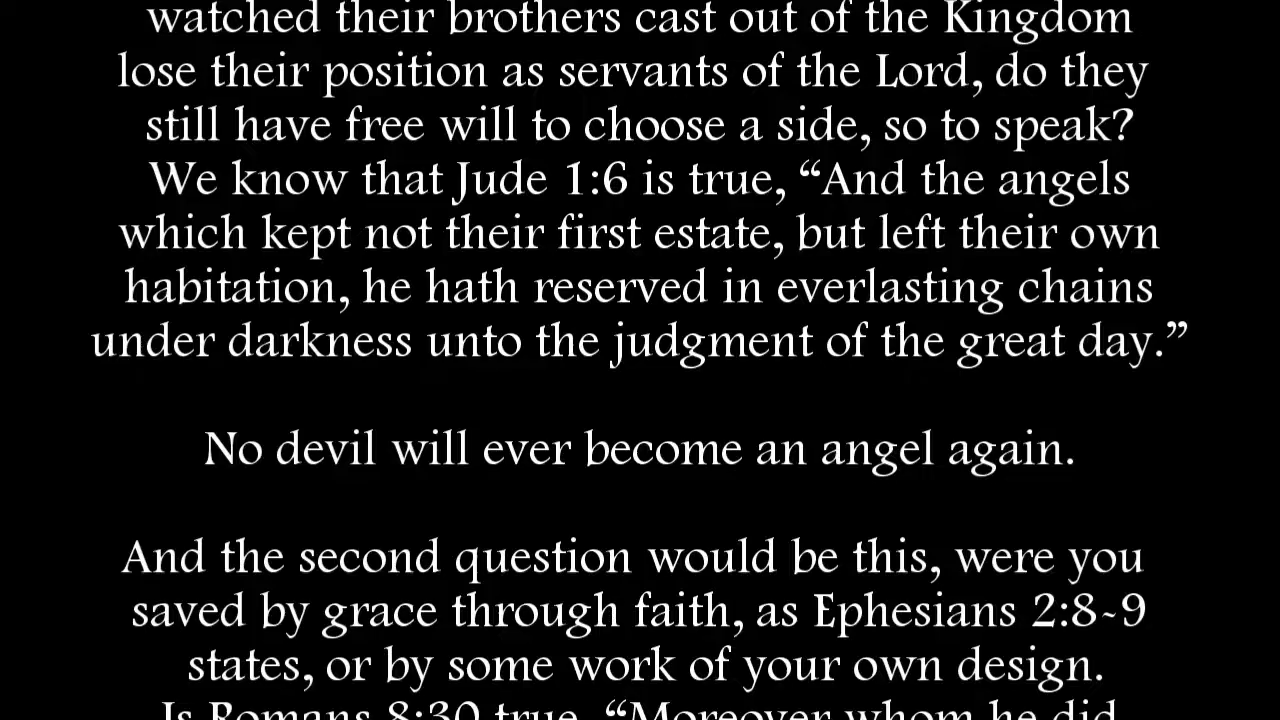 watched their brothers cast out of the Kingdom
lose their position as servants of the Lord, do they
still have free will to choose a side, so to speak?
We know that Jude 1:6 is true, “And the angels
which kept not their first estate, but left their own
habitation, he hath reserved in everlasting chains
under darkness unto the judgment of the great day.”
No devil will ever become an angel again.
And the second question would be this, were you
saved by grace through faith, as Ephesians 2:8-9
states, or by some work of your own design.
Is Romans 8:30 true, “Moreover whom he did